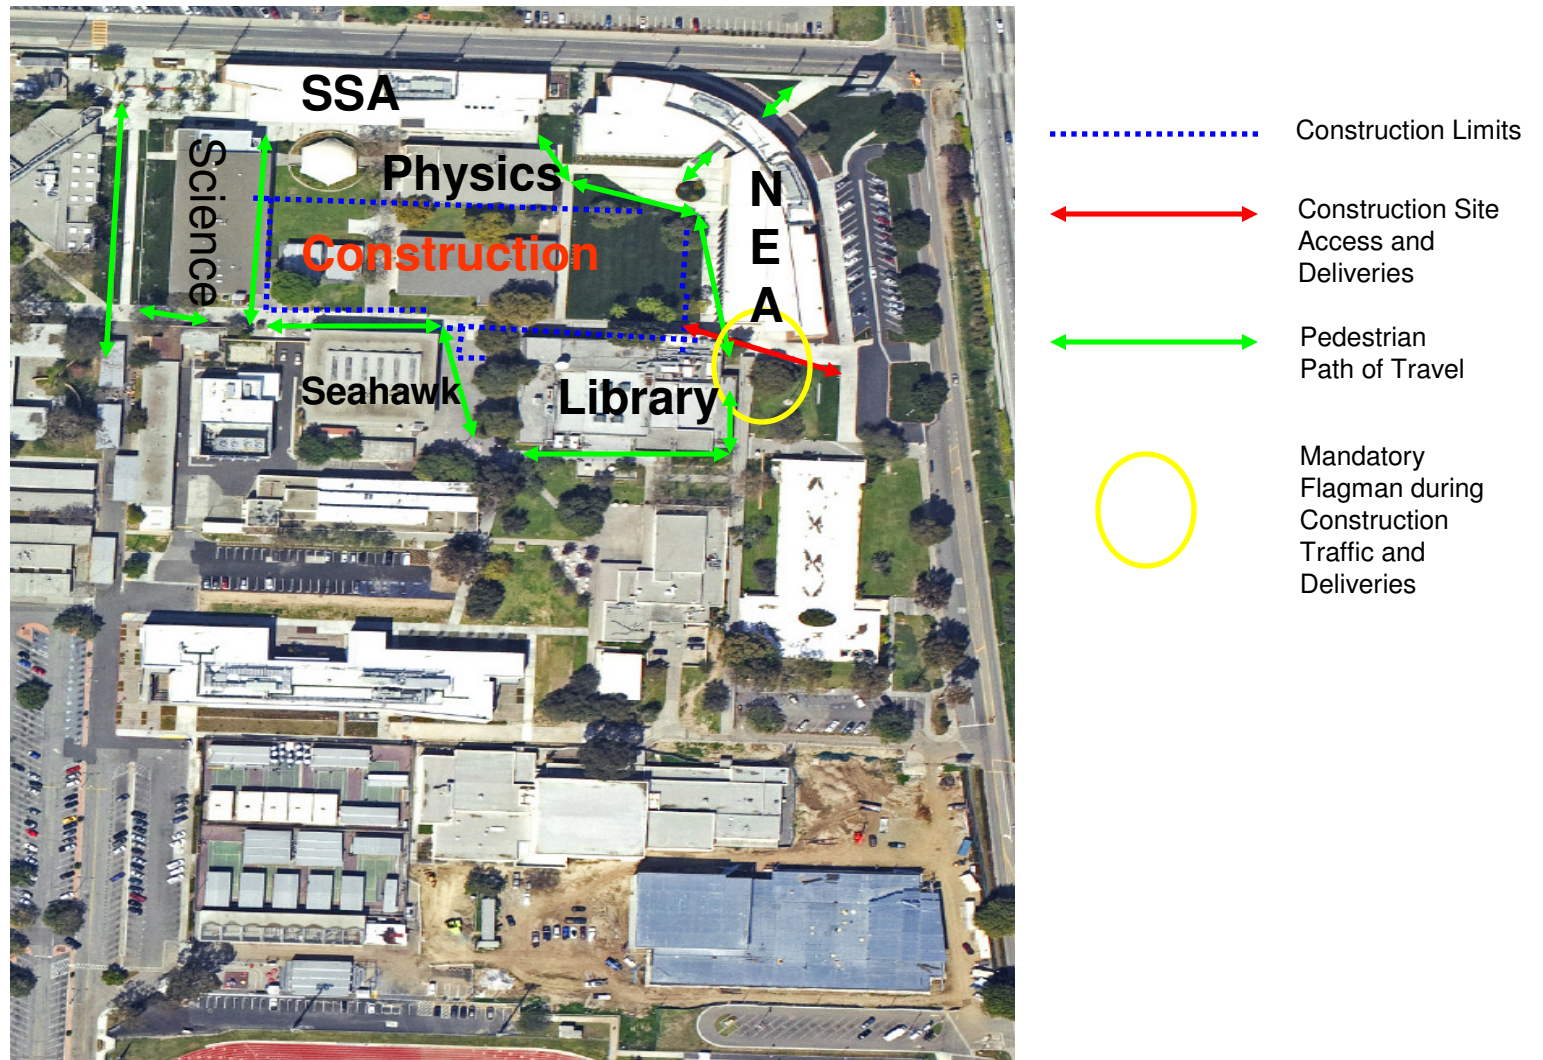 SSA
Science
Physics
N
E
A
Construction
Seahawk
Library
Construction Limits
Construction Site
Access and
Deliveries
Pedestrian
Path of Travel
Mandatory
Flagman during
Construction
Traffic and
Deliveries